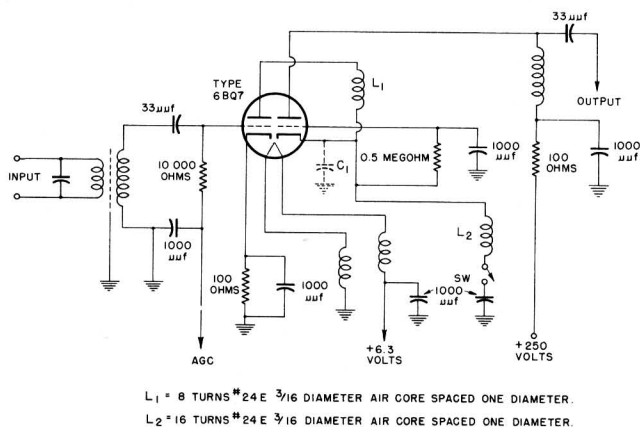 33μμf
TYPE
6BQ7
L1
33μμf
OUTPUT
INPUT
10 000
OHMS
C1
0.5 MEGOHM
1000
μμf
100
OHMS
1000
μμf
1000
μμf
100
OHMS
1000
μμf
L2
SW
1000
μμf
AGC
+6.3
VOLTS
+250
VOLTS
L1 = 8 TURNS #24 E 3/16 DIAMETER AIR CORE SPACED ONE DIAMETER.
L2 = 16 TURNS #24 E 3/16 DIAMETER AIR CORE SPACED ONE DIAMETER.